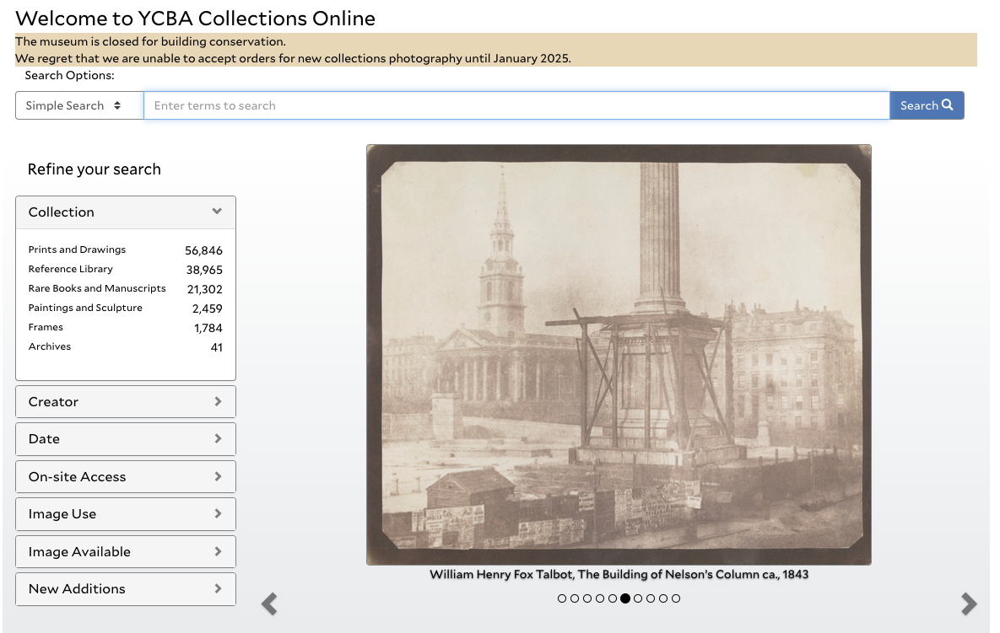 Welcome to YCBA Collections Online
The museum is closed for building conservation.
We regret that we are unable to accept orders for new collections photography until January 2025.
Search Options:
Simple Search
Enter terms to search
Search
Refine your search
Collection
Prints and Drawings 56,846
Reference Library 38,965
Rare Books and Manuscripts 21,302
Paintings and Sculpture 2,459
Frames 1,784
Archives 41
Creator
Date
On-site Access
Image Use
Image Available
New Additions
William Henry Fox Talbot, The Building of Nelson's Column ca., 1843